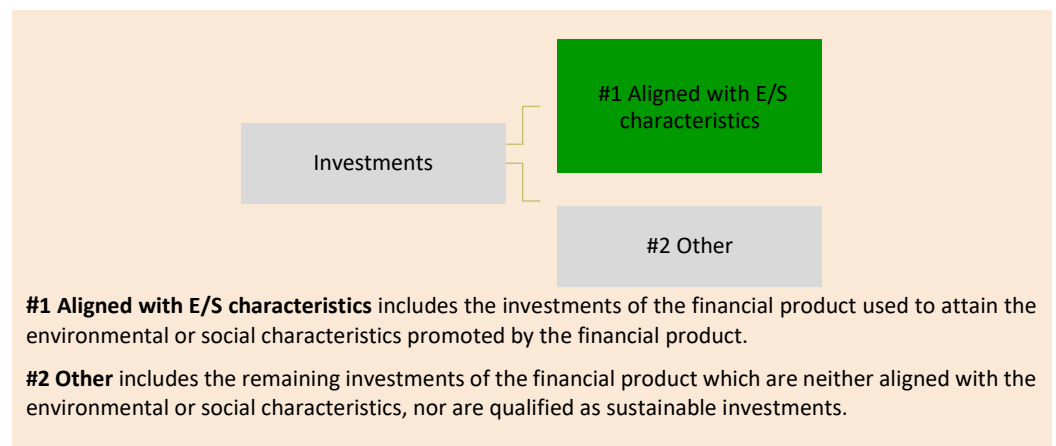 #1 Aligned with E/S
characteristics
Investments
#2 Other
#1 Aligned with E/S characteristics includes the investments of the financial product used to attain the
environmental or social characteristics promoted by the financial product.
#2 Other includes the remaining investments of the financial product which are neither aligned with the
environmental or social characteristics, nor are qualified as sustainable investments.